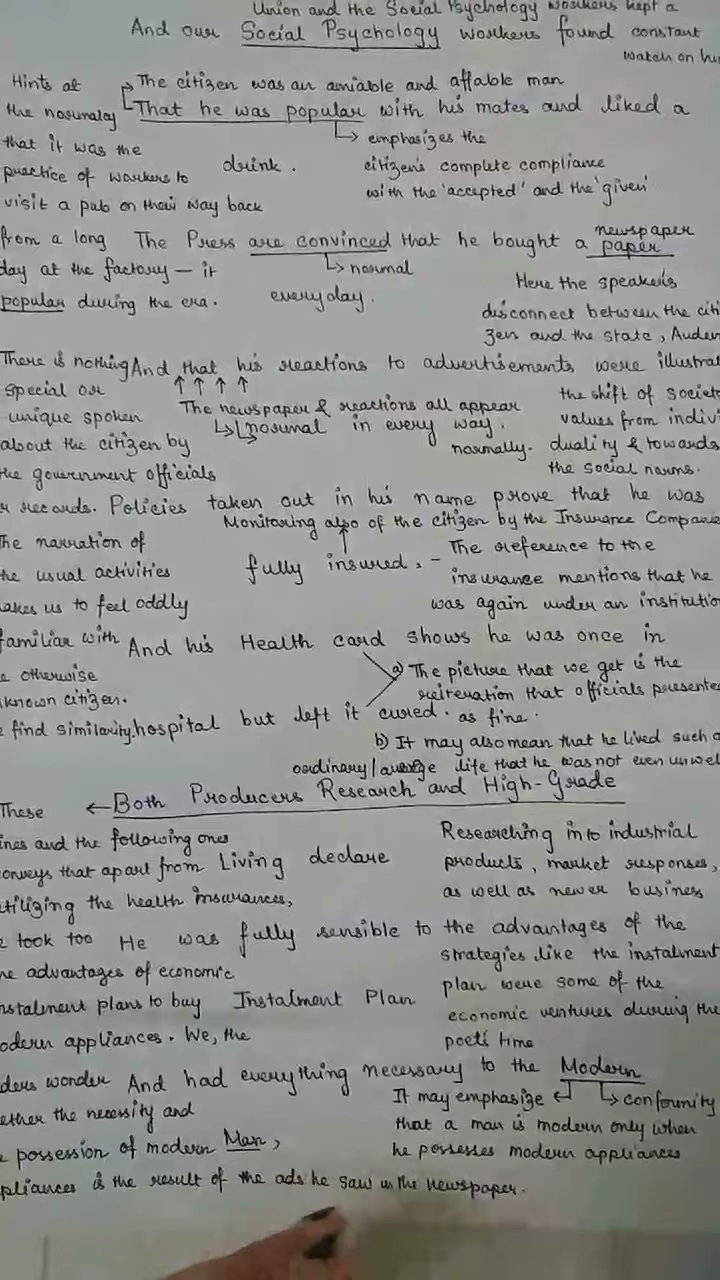 Union and the Social Psychology workers kept a
And our Social Psychology workers found constant
watch on
Hints at
the normalcy
that it was the
practice of workers to
visit a pub on their way back
from a long
day at the factory — it
popular during the era.
The citizen was an amiable and affable man
That he was popular with his mates and liked a
drink.
emphasizes the
citizen's complete compliance
with the 'accepted' and the 'given'
The Press are convinced that he bought a paper
newspaper
normal
everyday.
Here the speaker's
disconnect between the
and the state,
There is nothing
special or
unique spoken
about the citizen by
the government officials
records.
And that his reactions to advertisements were
The newspaper & reactions all appear
normal in every way.
normally.
the shift of
values from
duality & towards
the social norms.
Policies taken out in his name prove that he was
Monitoring also of the citizen by the Insurance
fully insured,
The reference to the
insurance mentions that he
was again under an
The narration of
the usual activities
us to feel oddly
familiar with
otherwise
citizen.
find similarity.
And his Health card shows he was once in
hospital but left it cured.
a) The picture that we get is the
reiteration that officials
as fine.
b) It may also mean that he lived such
ordinary/average life that he was not even
These
Both Producers Research and High-Grade
and the following ones
conveys that apart from
the health insurances,
took too
advantages of economic
instalment plans to buy
modern appliances. We, the
wonder
the necessity and
possession of modern
Living declare
Researching into industrial
products, market responses,
as well as newer business
He was fully sensible to the advantages of the
strategies like the instalment
Instalment Plan
plan were some of the
economic ventures during the
poet's time
And had everything necessary to the Modern
It may emphasize
conformity
that a man is modern only when
Man,
he possesses modern appliances
is the result of the ads he saw in the newspaper.